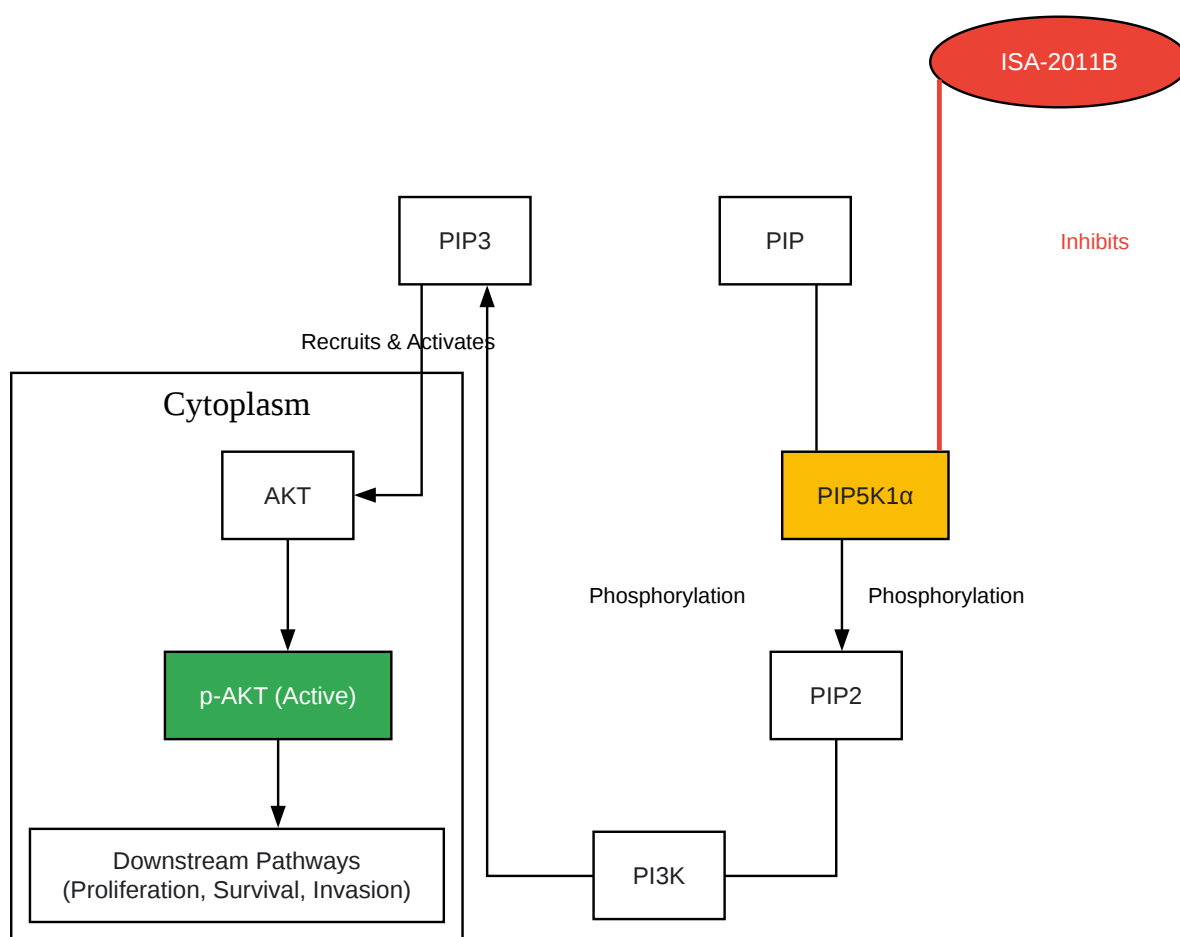 ISA-2011B
PIP3
PIP
Inhibits
Recruits & Activates
Cytoplasm
AKT
PIP5K1α
Phosphorylation
Phosphorylation
p-AKT (Active)
PIP2
Downstream Pathways
(Proliferation, Survival, Invasion)
PI3K